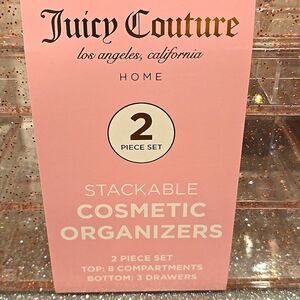 Juicy Couture
los angeles, california
HOME
2
PIECE SET
STACKABLE
COSMETIC
ORGANIZERS
2 PIECE SET
TOP: 8 COMPARTMENTS
BOTTOM: 3 DRAWERS